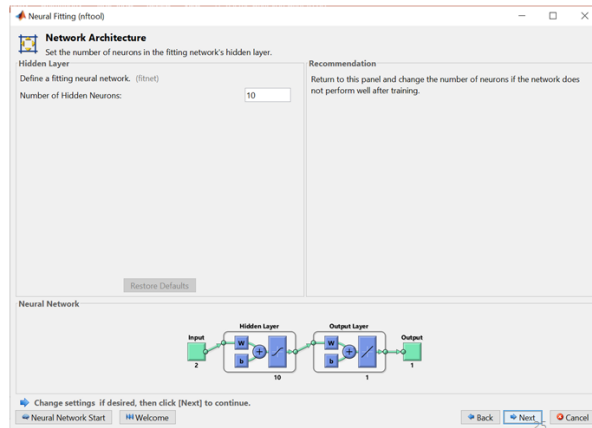 Neural Fitting (nftool)
Network Architecture
Set the number of neurons in the fitting network's hidden layer.
Hidden Layer
Define a fitting neural network. (fitnet)
Number of Hidden Neurons: 10
Restore Defaults
Recommendation
Return to this panel and change the number of neurons if the network does
not perform well after training.
Neural Network
Hidden Layer Output Layer
Input Output
W W
b b
2 10 1 1
Change settings if desired, then click [Next] to continue.
Neural Network Start Welcome Back Next Cancel